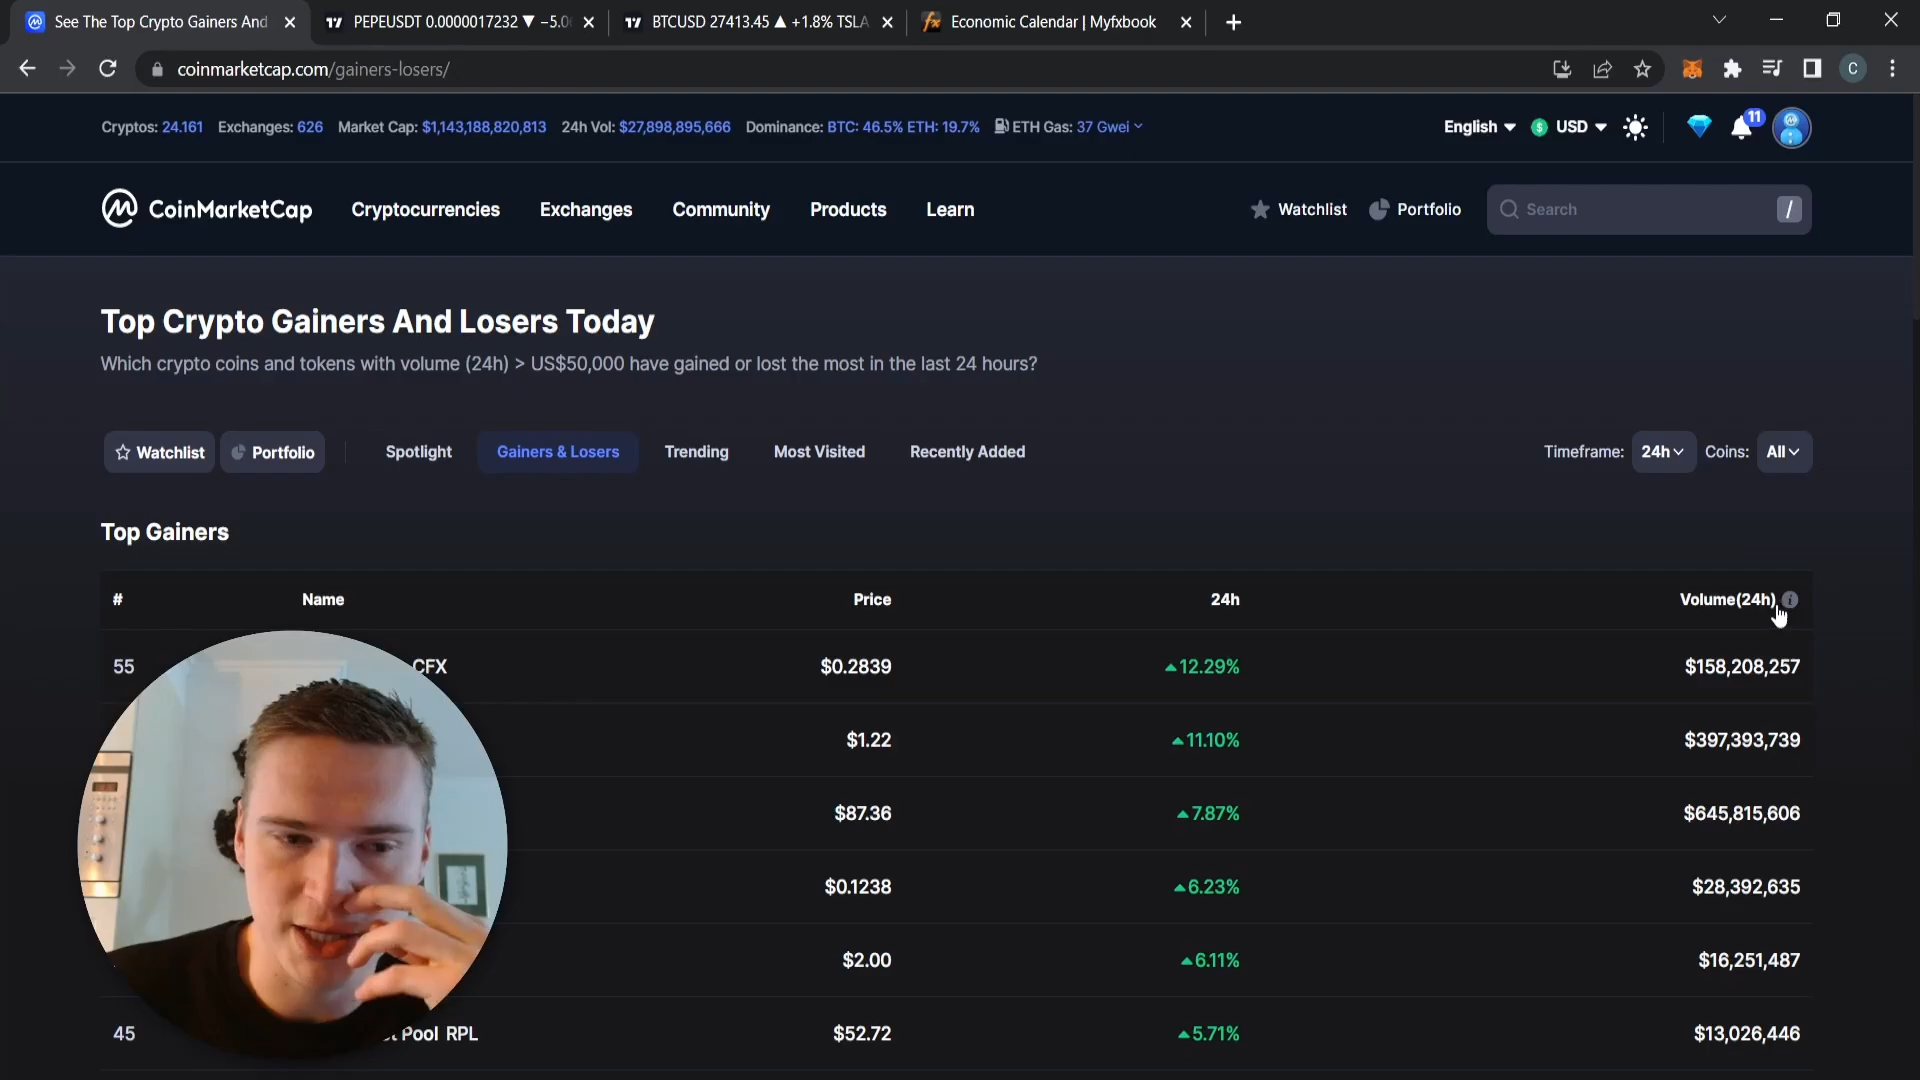 See The Top Crypto Gainers And
PEPEUSDT 0.0000017232 ▼ −5.0
BTCUSD 27413.45 ▲ +1.8% TSLA
Economic Calendar | Myfxbook
coinmarketcap.com/gainers-losers/
C
Cryptos: 24.161 Exchanges: 626 Market Cap: $1,143,188,820,813 24h Vol: $27,898,895,666 Dominance: BTC: 46.5% ETH: 19.7% ETH Gas: 37 Gwei
English USD 11
CoinMarketCap Cryptocurrencies Exchanges Community Products Learn Watchlist Portfolio Search /
Top Crypto Gainers And Losers Today
Which crypto coins and tokens with volume (24h) > US$50,000 have gained or lost the most in the last 24 hours?
Watchlist Portfolio Spotlight Gainers & Losers Trending Most Visited Recently Added Timeframe: 24h Coins: All
Top Gainers
# Name Price 24h Volume(24h)
55 CFX $0.2839 12.29% $158,208,257
$1.22 11.10% $397,393,739
$87.36 7.87% $645,815,606
$0.1238 6.23% $28,392,635
$2.00 6.11% $16,251,487
45 Pool RPL $52.72 5.71% $13,026,446